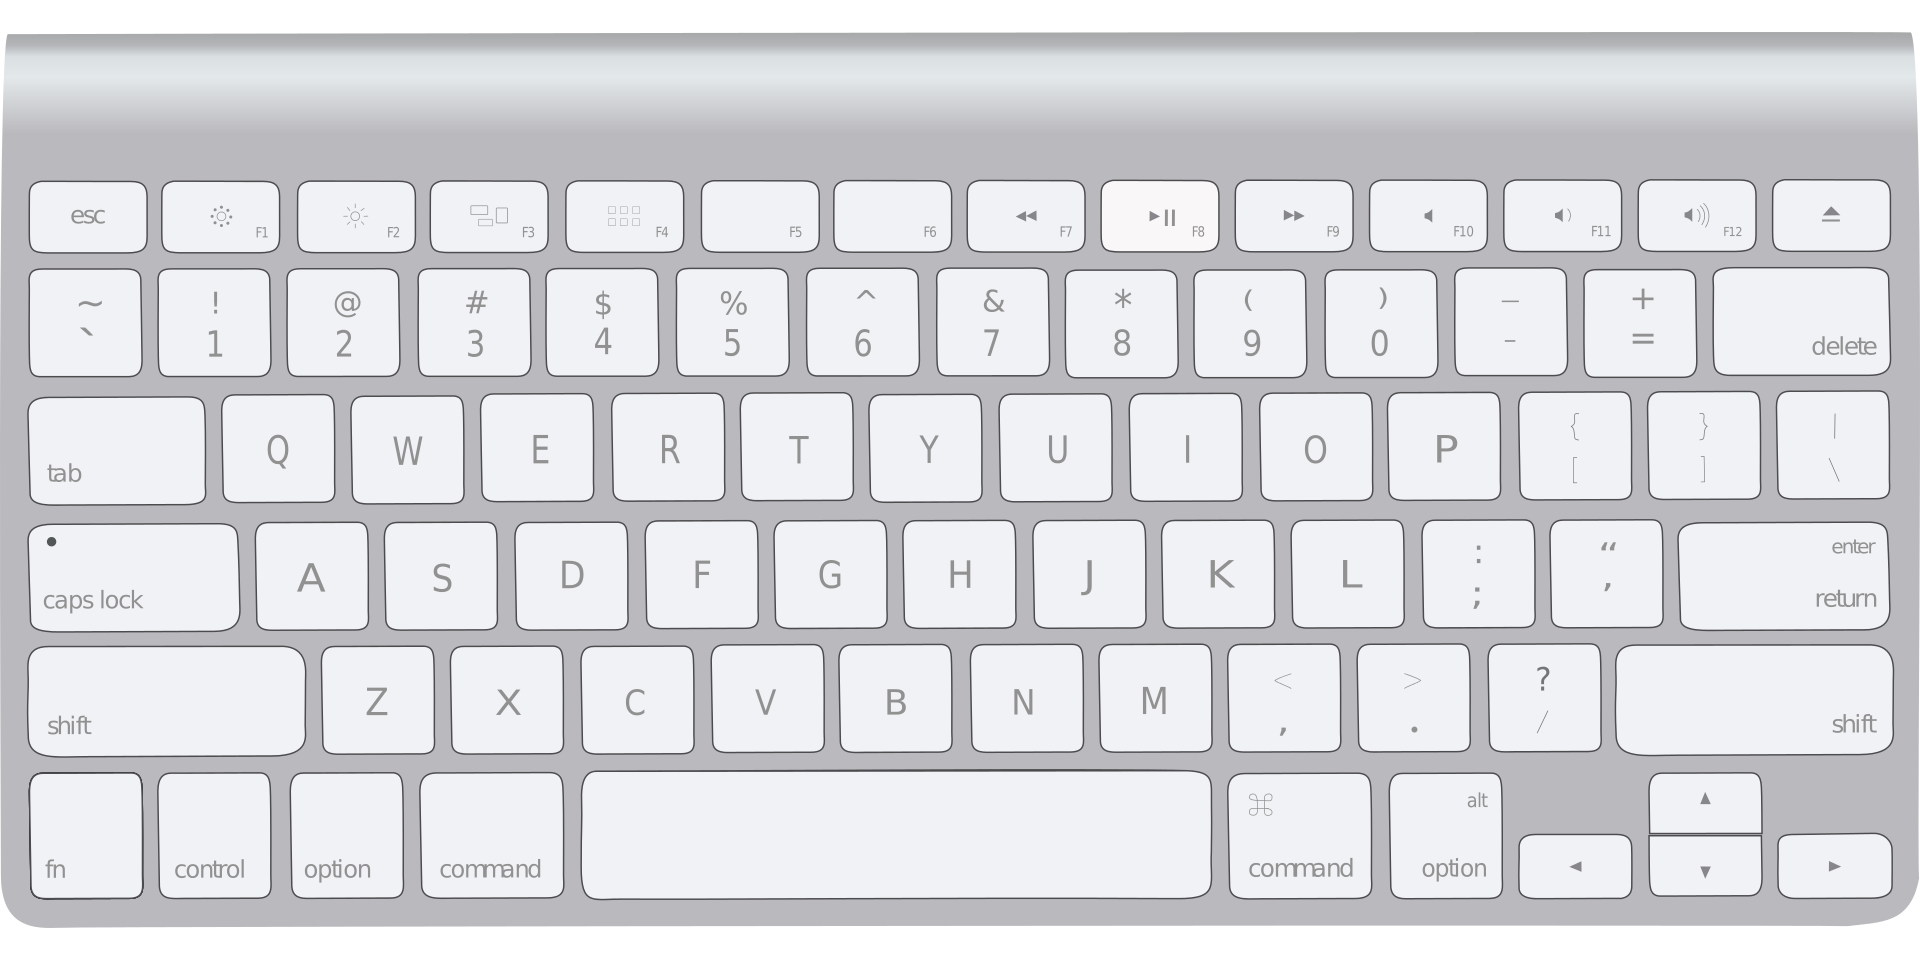 esc F1 F2 F3 F4 F5 F6 F7 F8 F9 F10 F11 F12
~ ! @ # $ % ^ & * ( ) — +
` 1 2 3 4 5 6 7 8 9 0 - = delete
{ } |
tab Q W E R T Y U I O P [ ] \
: “ enter
caps lock A S D F G H J K L ; , return
< > ?
shift Z X C V B N M , . / shift
⌘ alt
fn control option command command option